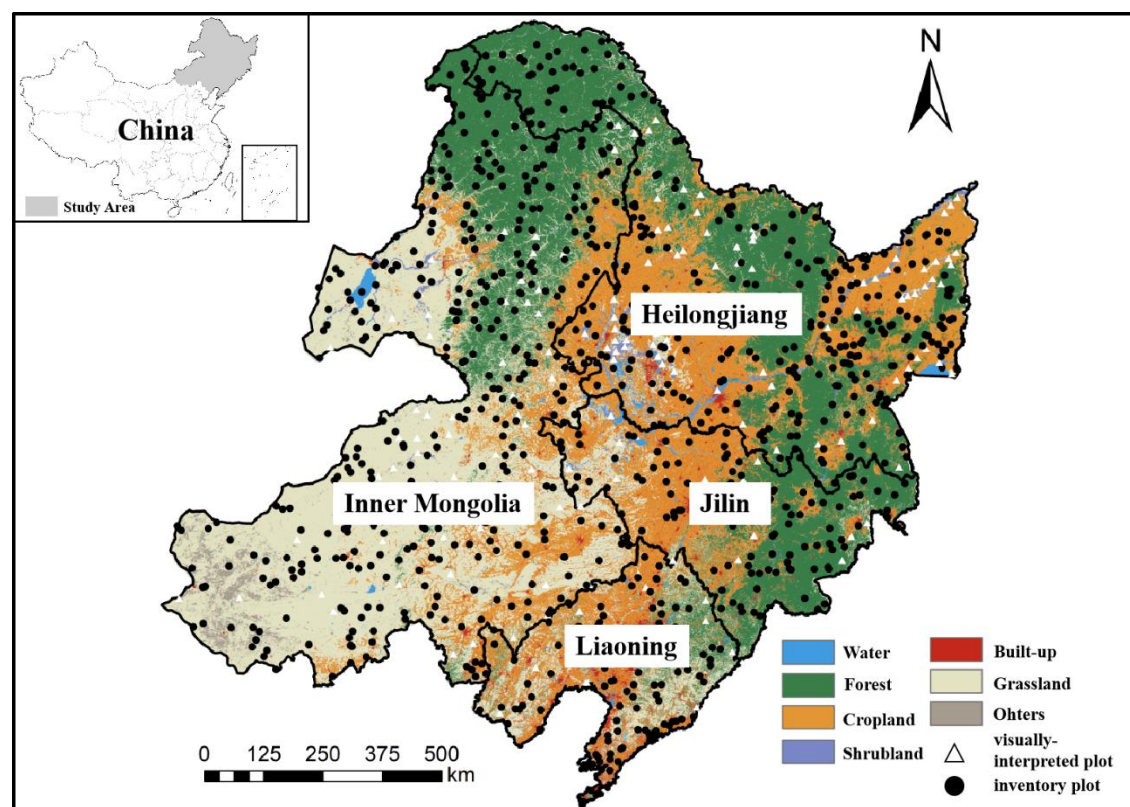 China
Study Area
N
Heilongjiang
Inner Mongolia
Jilin
Liaoning
Water
Forest
Cropland
Shrubland
Built-up
Grassland
Ohters
visually-
interpreted plot
inventory plot
0 125 250 375 500
km